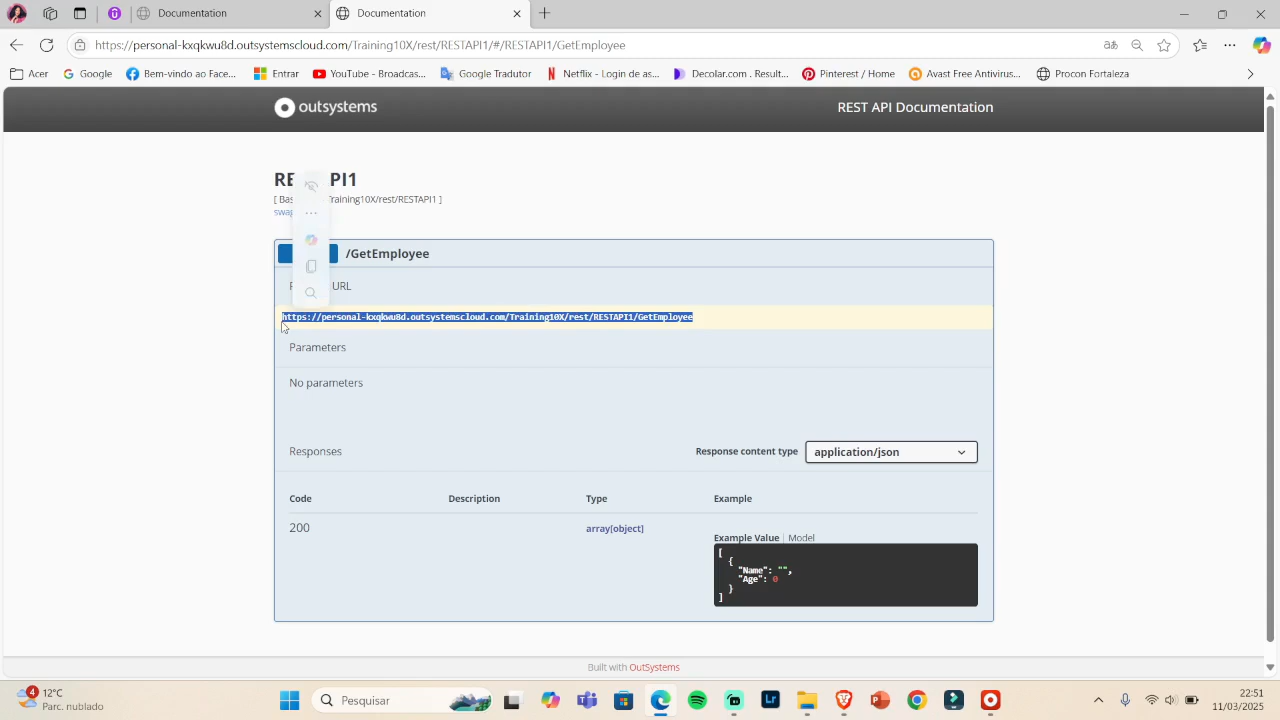 Documentation
Documentation
https://personal-kxqkwu8d.outsystemscloud.com/Training10X/rest/RESTAPI1/#/RESTAPI1/GetEmployee
Acer
Google
Bem-vindo ao Face...
Entrar
YouTube - Broadcas...
Google Tradutor
Netflix - Login de as...
Decolar.com . Result...
Pinterest / Home
Avast Free Antivirus...
Procon Fortaleza
outsystems
REST API Documentation
/GetEmployee
URL
https://personal-kxqkwu8d.outsystemscloud.com/Training10X/rest/RESTAPI1/GetEmployee
Parameters
No parameters
Responses
Response content type
application/json
Code Description Type Example
200 array[object]
Example Value | Model
[
{
"Name": "",
"Age": 0
}
]
Built with OutSystems
4
12°C
Parc. nublado
Pesquisar
22:51
11/03/2025